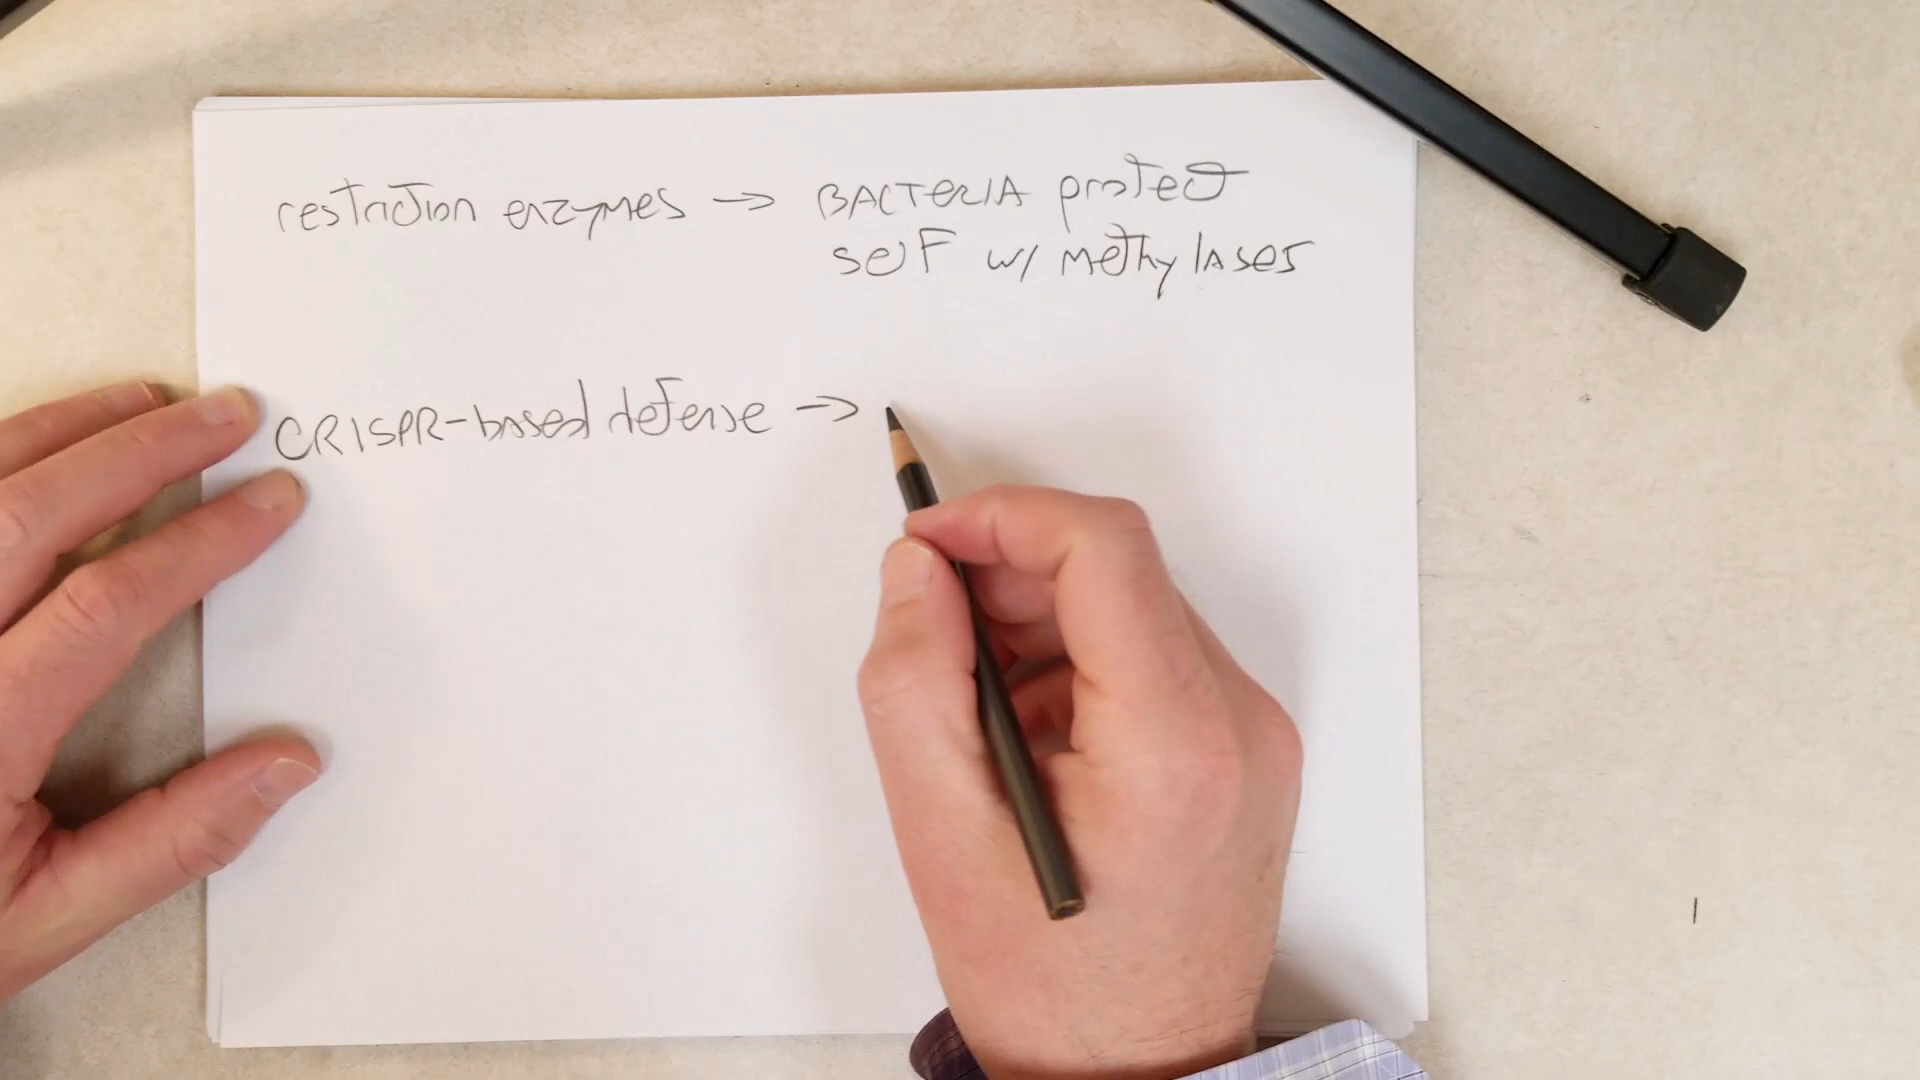 restriction enzymes → BACTERIA protect
self w/ methylases
CRISPR-based defense →